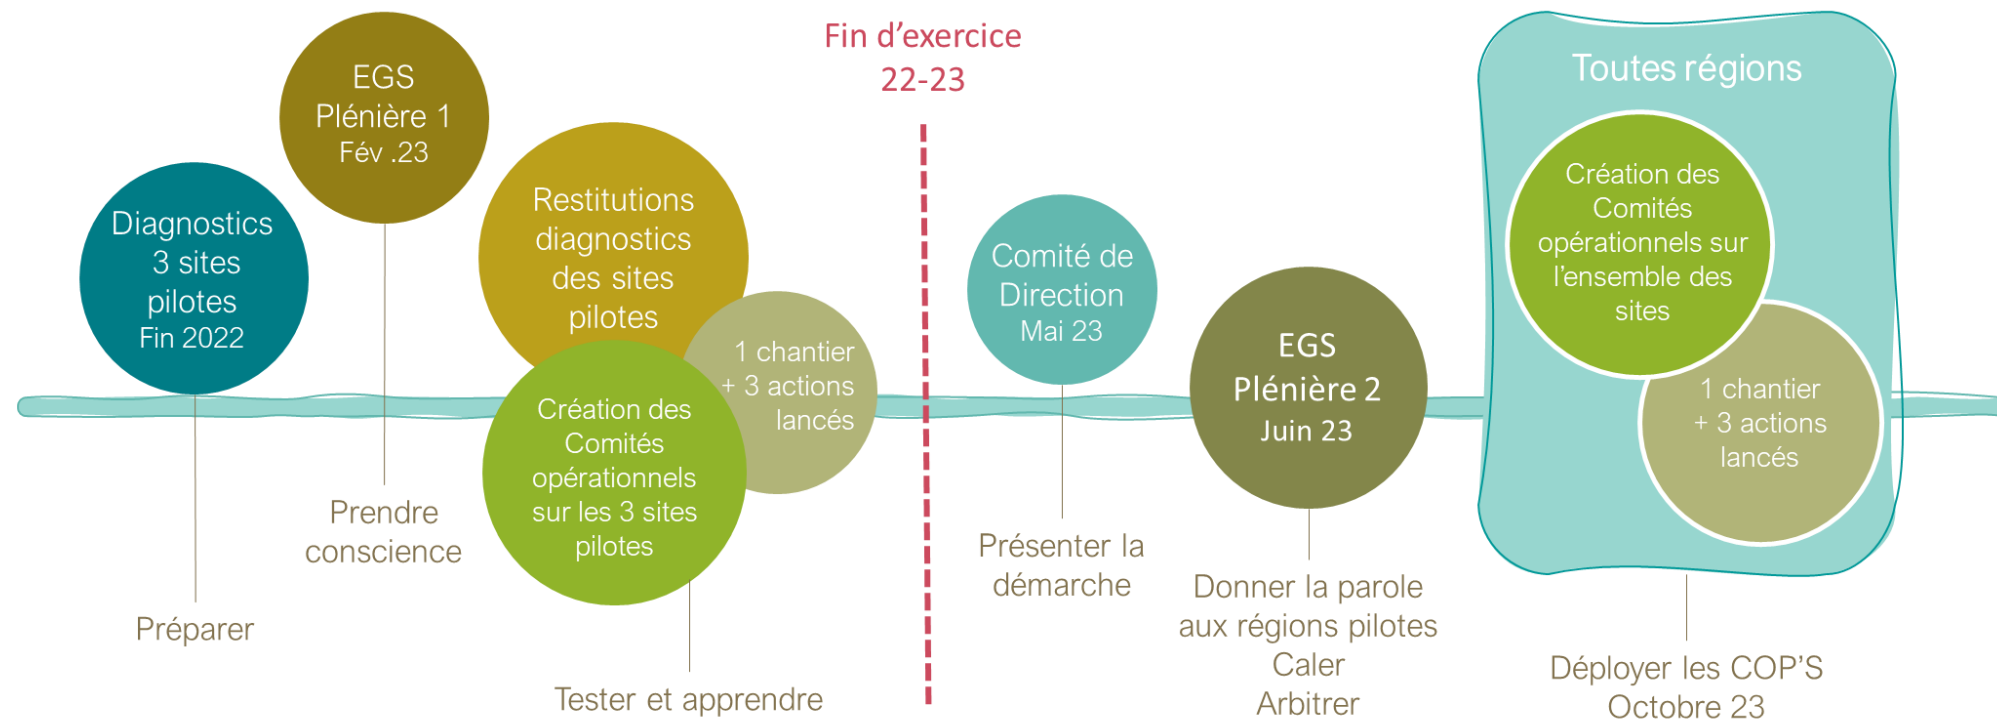 Diagnostics
3 sites
pilotes
Fin 2022
Préparer
EGS
Plénière 1
Fév .23
Prendre
conscience
Restitutions
diagnostics
des sites
pilotes
1 chantier
+ 3 actions
lancés
Création des
Comités
opérationnels
sur les 3 sites
pilotes
Tester et apprendre
Fin d’exercice
22-23
Comité de
Direction
Mai 23
Présenter la
démarche
EGS
Plénière 2
Juin 23
Donner la parole
aux régions pilotes
Caler
Arbitrer
Toutes régions
Création des
Comités
opérationnels sur
l’ensemble des
sites
1 chantier
+ 3 actions
lancés
Déployer les COP’S
Octobre 23